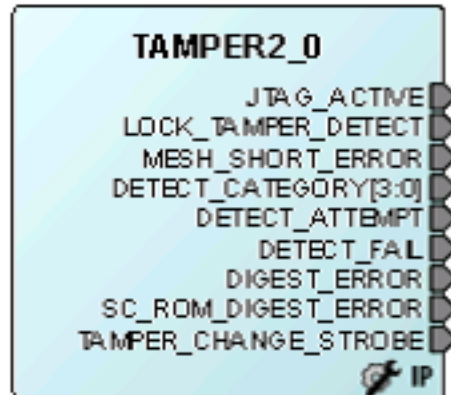 TAMPER2_0
JTAG_ACTIVE
LOCK_TAMPER_DETECT
MESH_SHORT_ERROR
DETECT_CATEGORY[3:0]
DETECT_ATTEMPT
DETECT_FAIL
DIGEST_ERROR
SC_ROM_DIGEST_ERROR
TAMPER_CHANGE_STROBE
IP